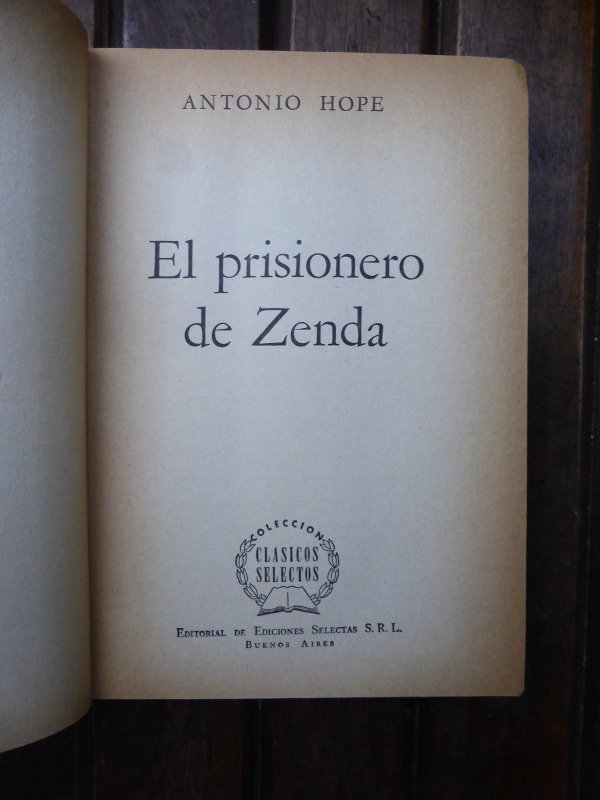 ANTONIO HOPE
El prisionero
de Zenda
COLECCION
CLASICOS
SELECTOS
EDITORIAL DE EDICIONES SELECTAS S. R. L.
BUENOS AIRES